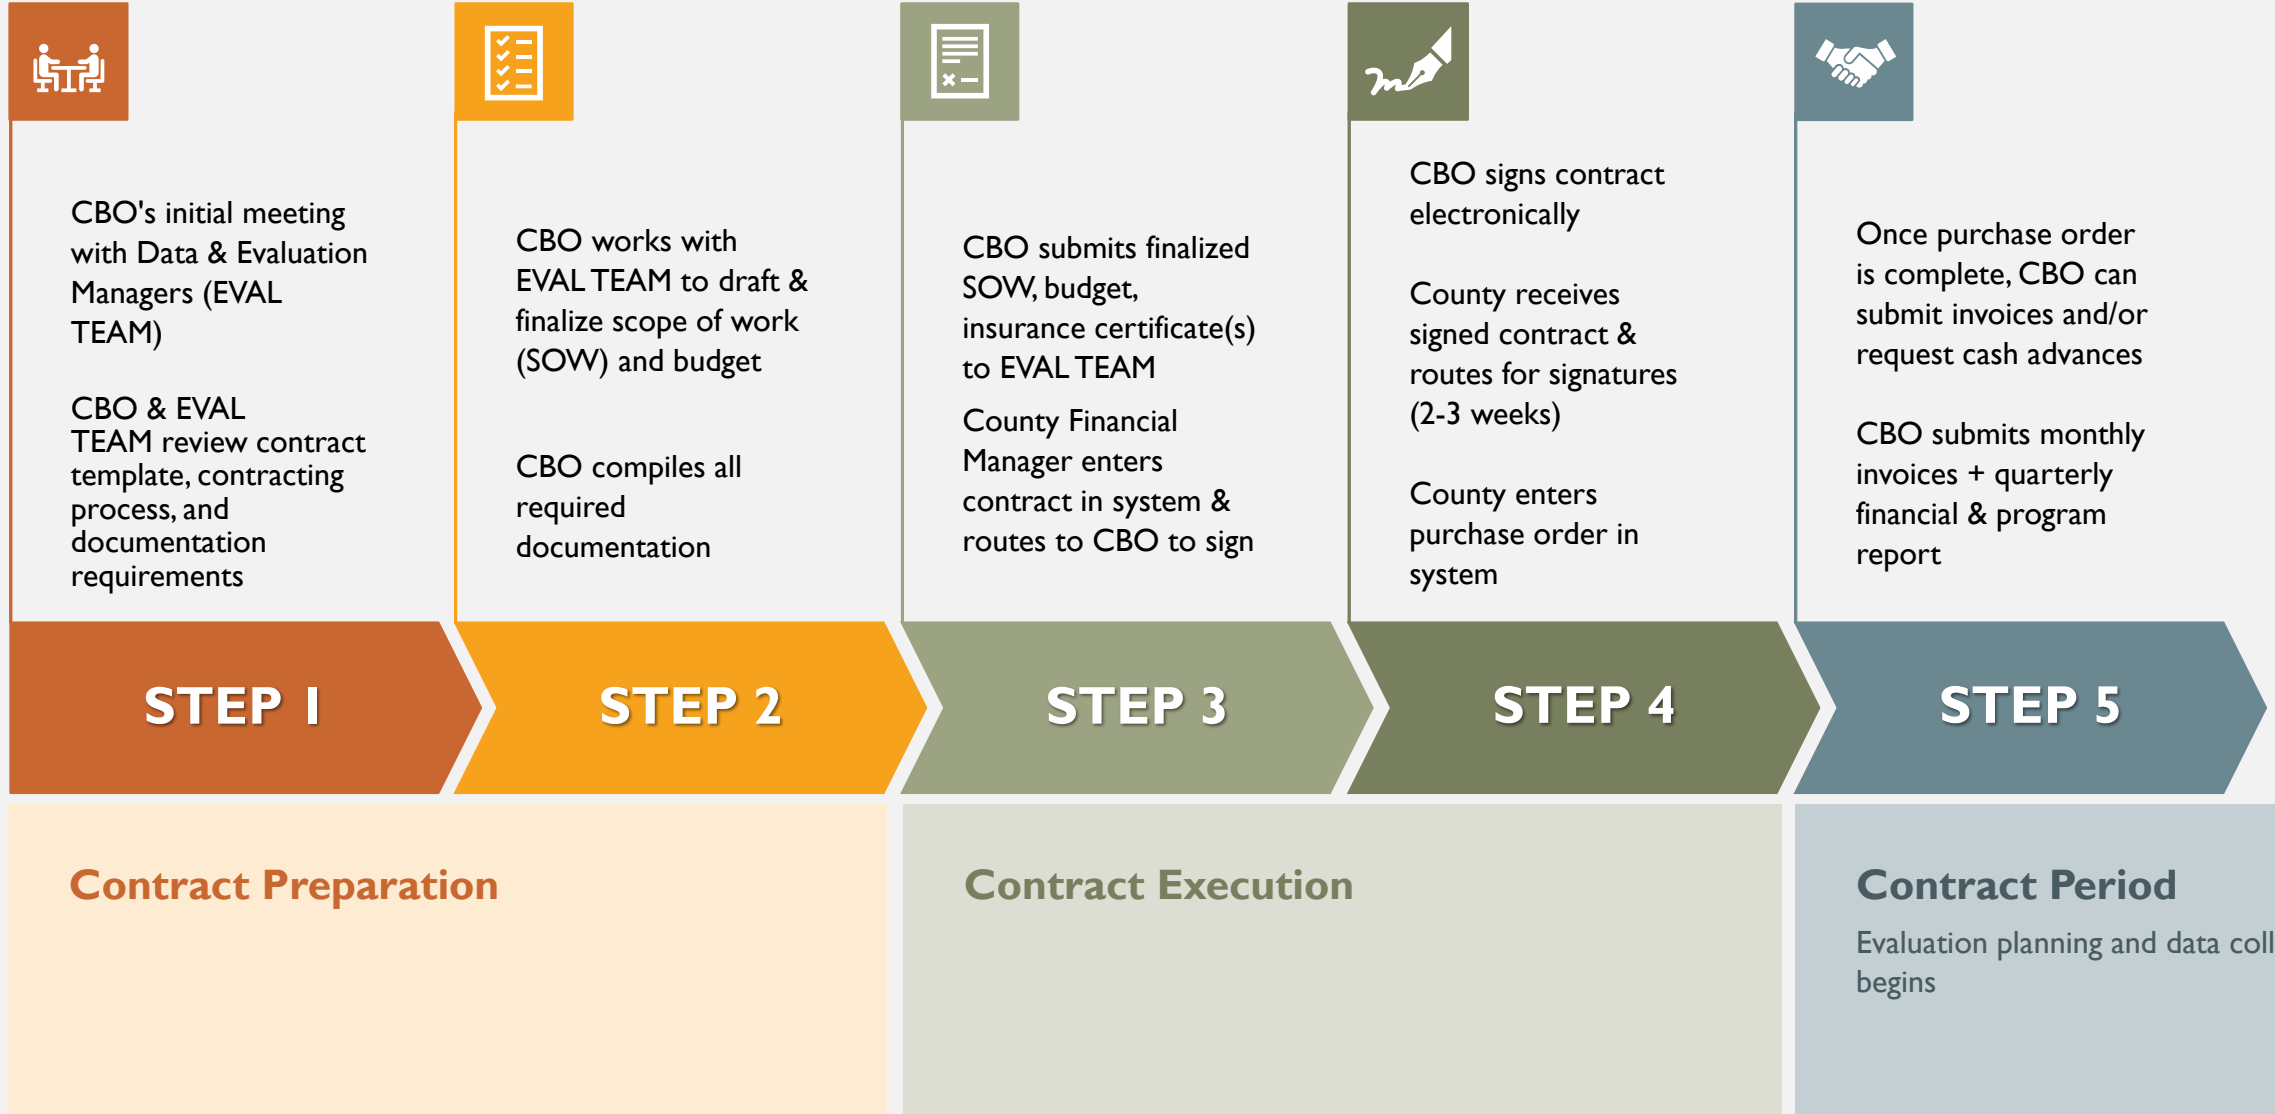 CBO's initial meeting
with Data & Evaluation
Managers (EVAL
TEAM)
CBO & EVAL
TEAM review contract
template, contracting
process, and
documentation
requirements
CBO works with
EVAL TEAM to draft &
finalize scope of work
(SOW) and budget
CBO compiles all
required
documentation
CBO submits finalized
SOW, budget,
insurance certificate(s)
to EVAL TEAM
County Financial
Manager enters
contract in system &
routes to CBO to sign
CBO signs contract
electronically
County receives
signed contract &
routes for signatures
(2-3 weeks)
County enters
purchase order in
system
Once purchase order
is complete, CBO can
submit invoices and/or
request cash advances
CBO submits monthly
invoices + quarterly
financial & program
report
STEP 1
STEP 2
STEP 3
STEP 4
STEP 5
Contract Preparation
Contract Execution
Contract Period
Evaluation planning and data coll
begins